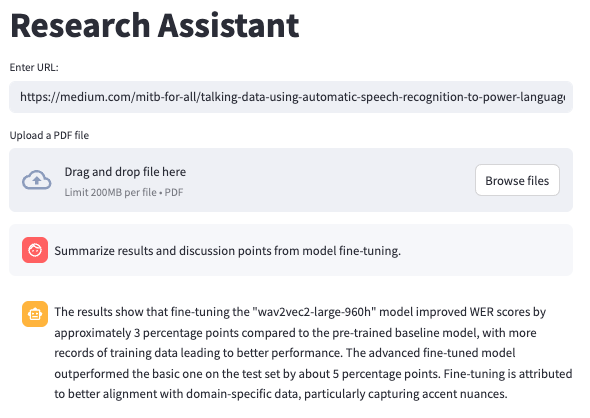 Research Assistant
Enter URL:
https://medium.com/mitb-for-all/talking-data-using-automatic-speech-recognition-to-power-language
Upload a PDF file
Drag and drop file here
Limit 200MB per file • PDF
Browse files
Summarize results and discussion points from model fine-tuning.
The results show that fine-tuning the "wav2vec2-large-960h" model improved WER scores by
approximately 3 percentage points compared to the pre-trained baseline model, with more
records of training data leading to better performance. The advanced fine-tuned model
outperformed the basic one on the test set by about 5 percentage points. Fine-tuning is attributed
to better alignment with domain-specific data, particularly capturing accent nuances.